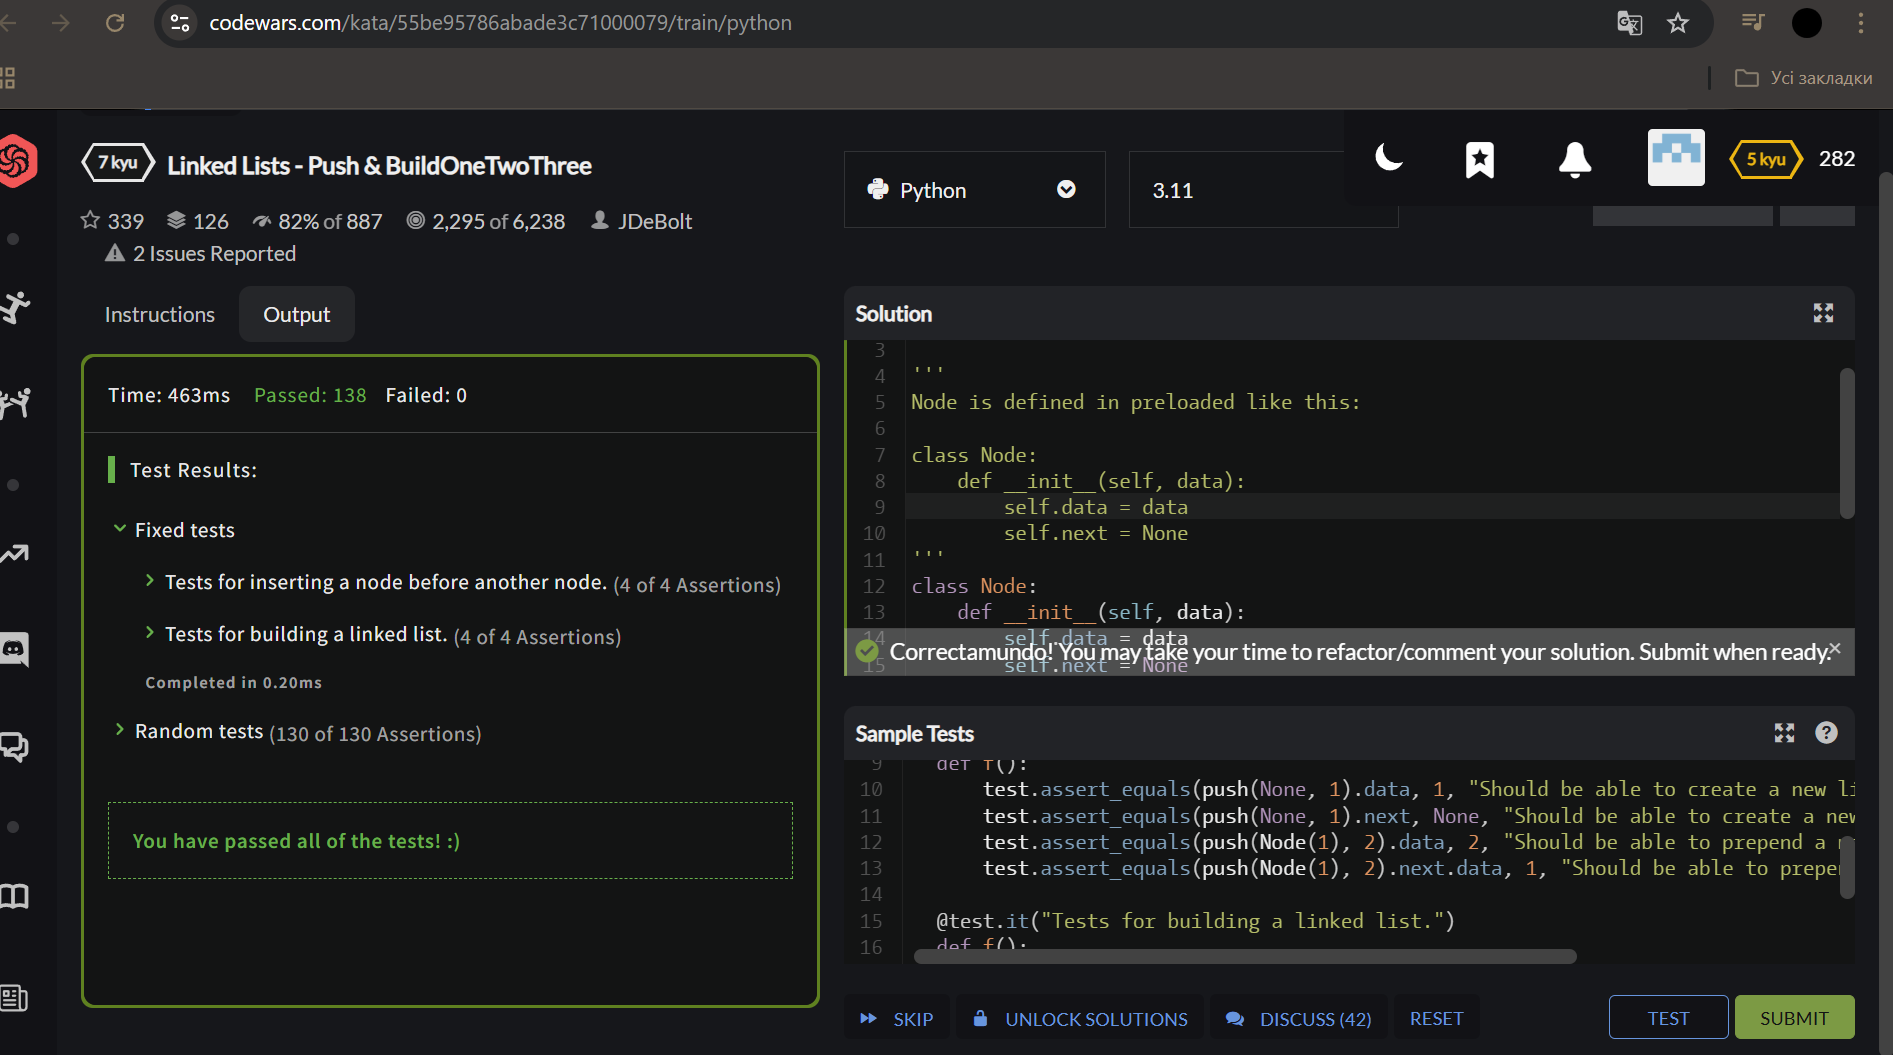 codewars.com/kata/55be95786abade3c71000079/train/python
Усі закладки
7 kyu
Linked Lists - Push & BuildOneTwoThree
339 126 82% of 887 2,295 of 6,238 JDeBolt
2 Issues Reported
Python
3.11
5 kyu
282
Instructions
Output
Time: 463ms Passed: 138 Failed: 0
Test Results:
Fixed tests
Tests for inserting a node before another node. (4 of 4 Assertions)
Tests for building a linked list. (4 of 4 Assertions)
Completed in 0.20ms
Random tests (130 of 130 Assertions)
You have passed all of the tests! :)
Solution
3
4 '''
5 Node is defined in preloaded like this:
6
7 class Node:
8 def __init__(self, data):
9 self.data = data
10 self.next = None
11 '''
12 class Node:
13 def __init__(self, data):
14 self.data = data
15 self.next = None
Correctamundo! You may take your time to refactor/comment your solution. Submit when ready.
Sample Tests
9 def f():
10 test.assert_equals(push(None, 1).data, 1, "Should be able to create a new li
11 test.assert_equals(push(None, 1).next, None, "Should be able to create a new
12 test.assert_equals(push(Node(1), 2).data, 2, "Should be able to prepend a
13 test.assert_equals(push(Node(1), 2).next.data, 1, "Should be able to prepe
14
15 @test.it("Tests for building a linked list.")
16 def f():
SKIP
UNLOCK SOLUTIONS
DISCUSS (42)
RESET
TEST
SUBMIT